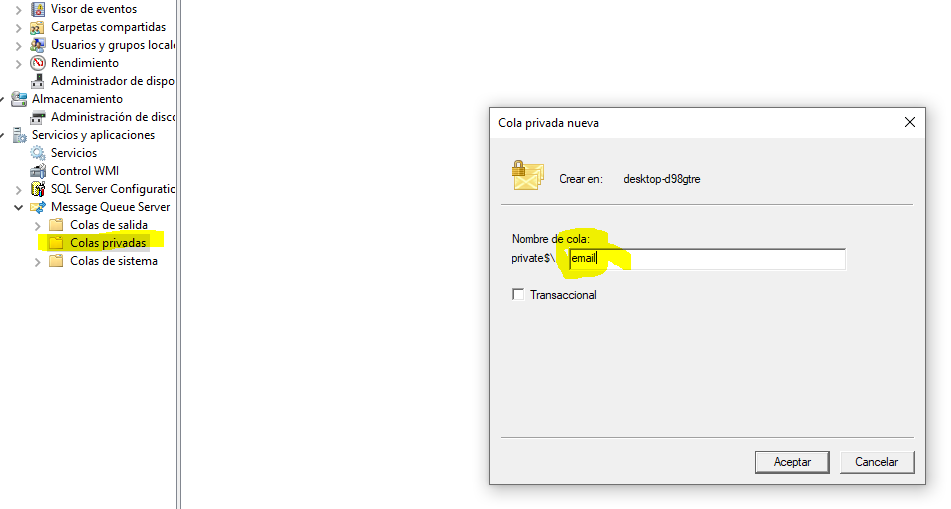 Visor de eventos
Carpetas compartidas
Usuarios y grupos locale
Rendimiento
Administrador de dispo
Almacenamiento
Administración de disco
Servicios y aplicaciones
Servicios
Control WMI
SQL Server Configuratic
Message Queue Server
Colas de salida
Colas privadas
Colas de sistema
Cola privada nueva
Crear en: desktop-d98gtre
Nombre de cola:
private$\ email
Transaccional
Aceptar Cancelar